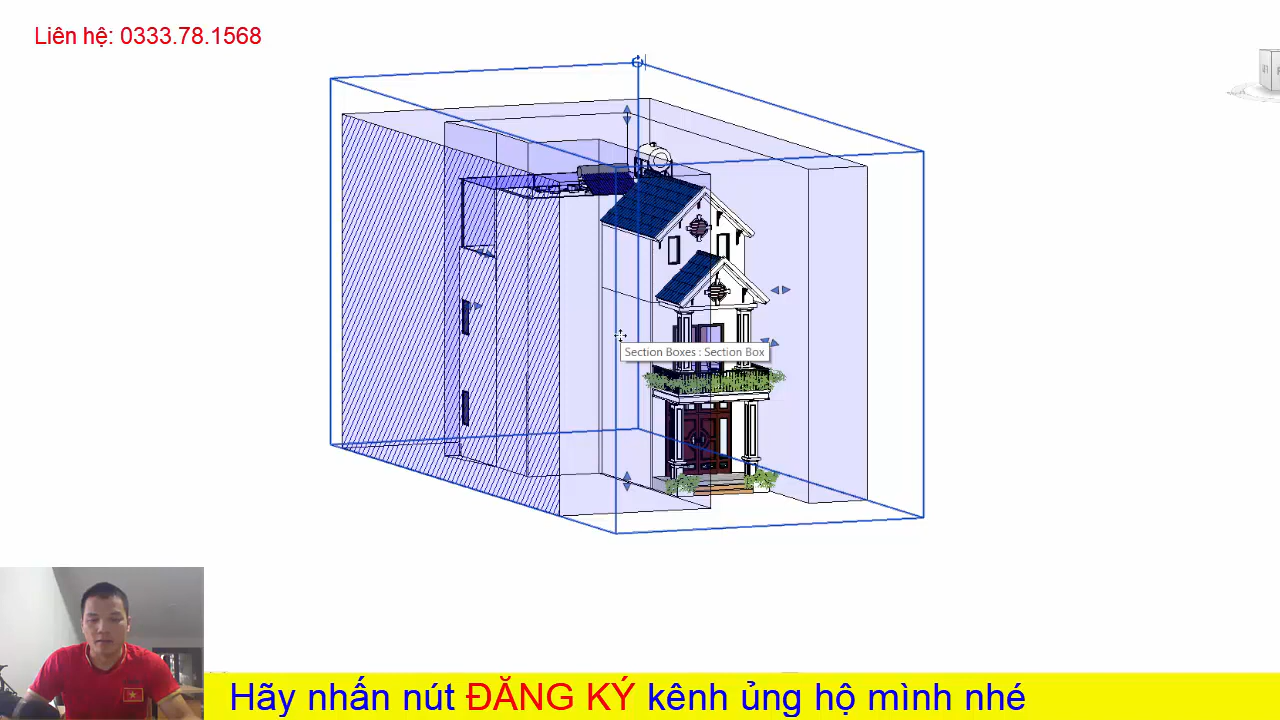 Liên hệ: 0333.78.1568
Section Boxes : Section Box
Hãy nhấn nút ĐĂNG KÝ kênh ủng hộ mình nhé